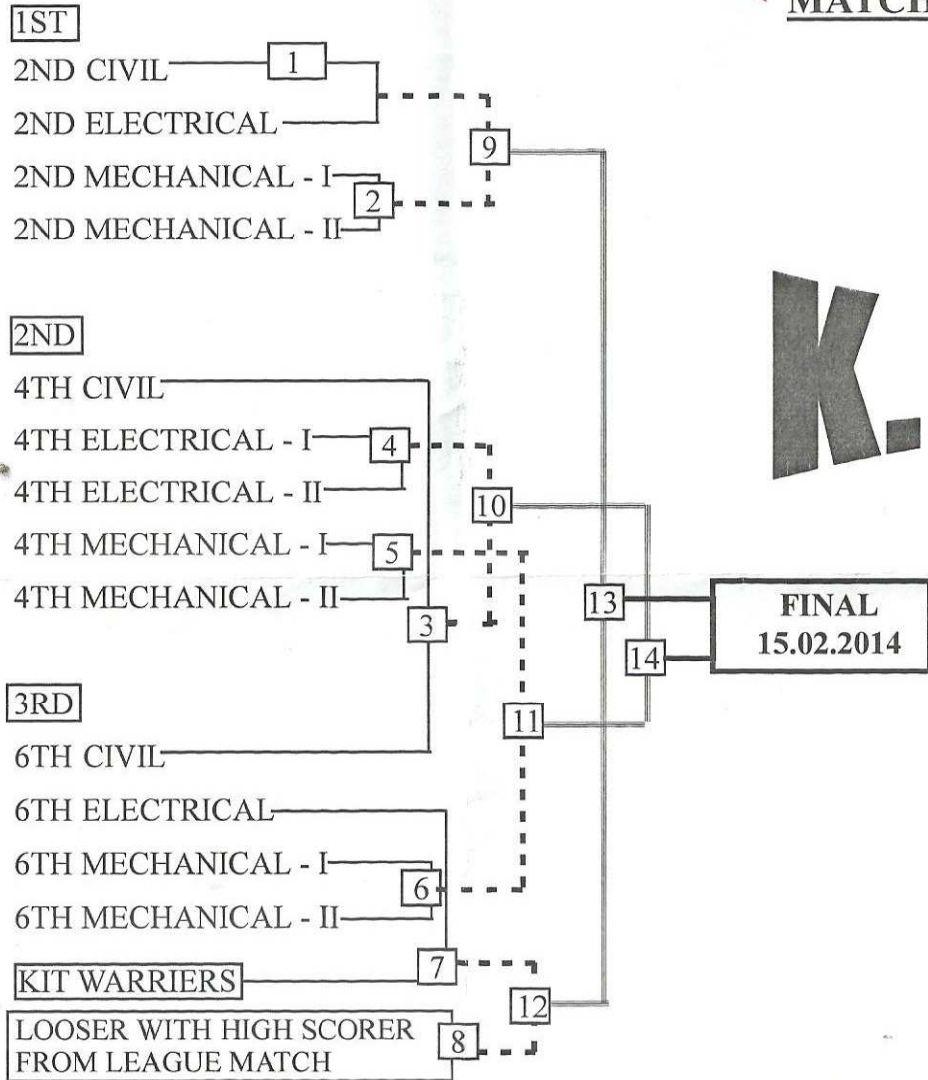 MATCH
1ST
2ND CIVIL
1
2ND ELECTRICAL
9
2ND MECHANICAL - I
2
2ND MECHANICAL - II
K.
2ND
4TH CIVIL
4TH ELECTRICAL - I
4
4TH ELECTRICAL - II
10
4TH MECHANICAL - I
5
4TH MECHANICAL - II
3
13
14
FINAL
15.02.2014
3RD
11
6TH CIVIL
6TH ELECTRICAL
6TH MECHANICAL - I
6
6TH MECHANICAL - II
7
KIT WARRIERS
12
LOOSER WITH HIGH SCORER
FROM LEAGUE MATCH
8